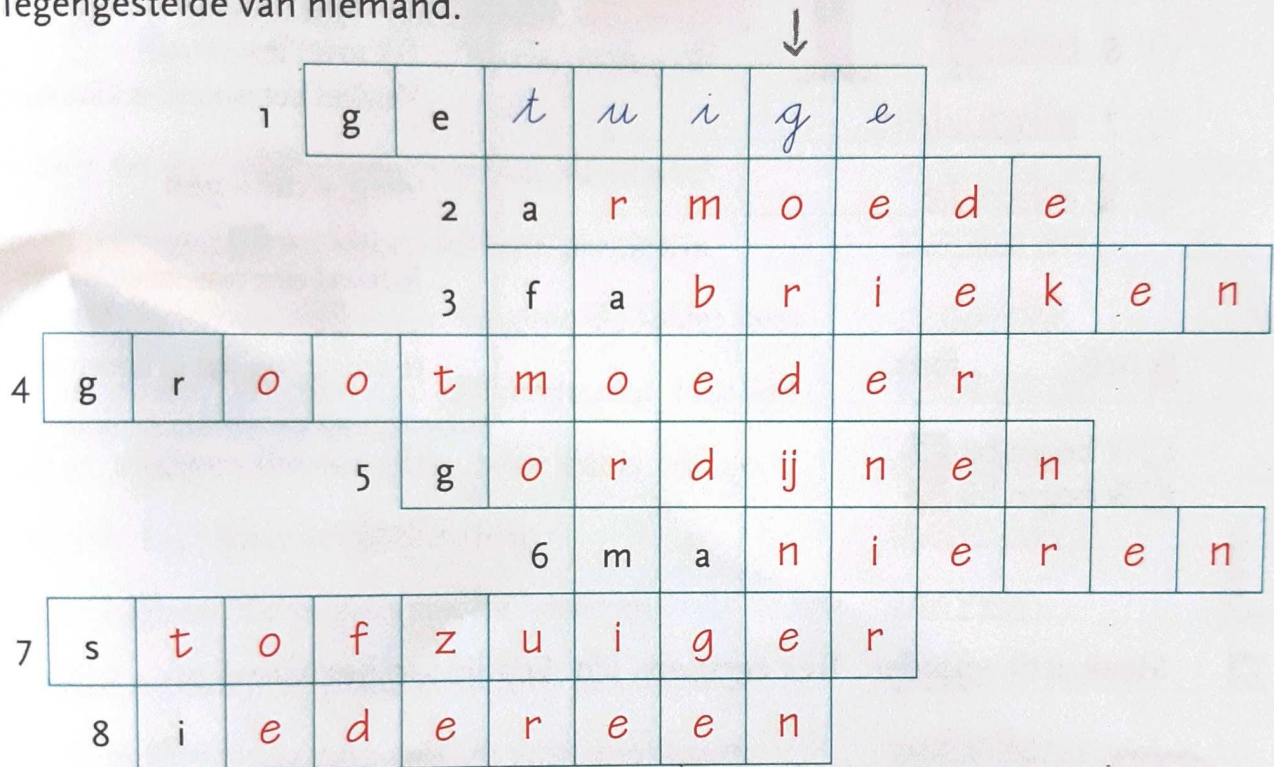 Tegengestelde van niemand.
↓
1 g e t u i g e
2 a r m o e d e
3 f a b r i e k e n
4 g r o o t m o e d e r
5 g o r d ij n e n
6 m a n i e r e n
7 s t o f z u i g e r
8 i e d e r e e n